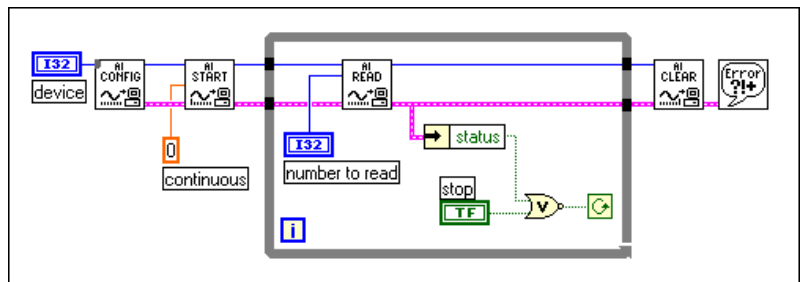 I32
device
AI
CONFIG
AI
START
0
continuous
AI
READ
I32
number to read
status
stop
TF
V
i
AI
CLEAR
Error
?!+